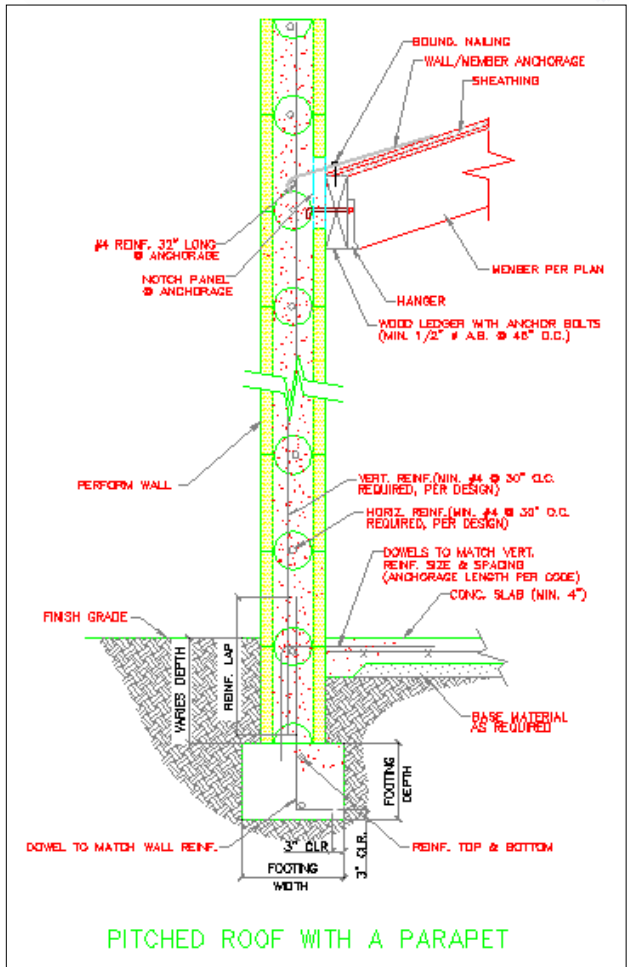 BOUND. NAILING
WALL/MEMBER ANCHORAGE
SHEATHING
#4 REINF. 32" LONG
@ ANCHORAGE
NOTCH PANEL
@ ANCHORAGE
MEMBER PER PLAN
HANGER
WOOD LEDGER WITH ANCHOR BOLTS
(MIN. 1/2" ø A.B. @ 48" O.C.)
PERFORM WALL
VERT. REINF.(MIN. #4 @ 30" O.C.
REQUIRED, PER DESIGN)
HORIZ. REINF.(MIN. #4 @ 30" O.C.
REQUIRED, PER DESIGN)
DOWELS TO MATCH VERT.
REINF. SIZE & SPACING
(ANCHORAGE LENGTH PER CODE)
CONC. SLAB (MIN. 4")
FINISH GRADE
VARIES DEPTH
REINF. LAP
BASE MATERIAL
AS REQUIRED
FOOTING
DEPTH
DOWEL TO MATCH WALL REINF.
3" CLR.
3" CLR.
REINF. TOP & BOTTOM
FOOTING
WIDTH
PITCHED ROOF WITH A PARAPET